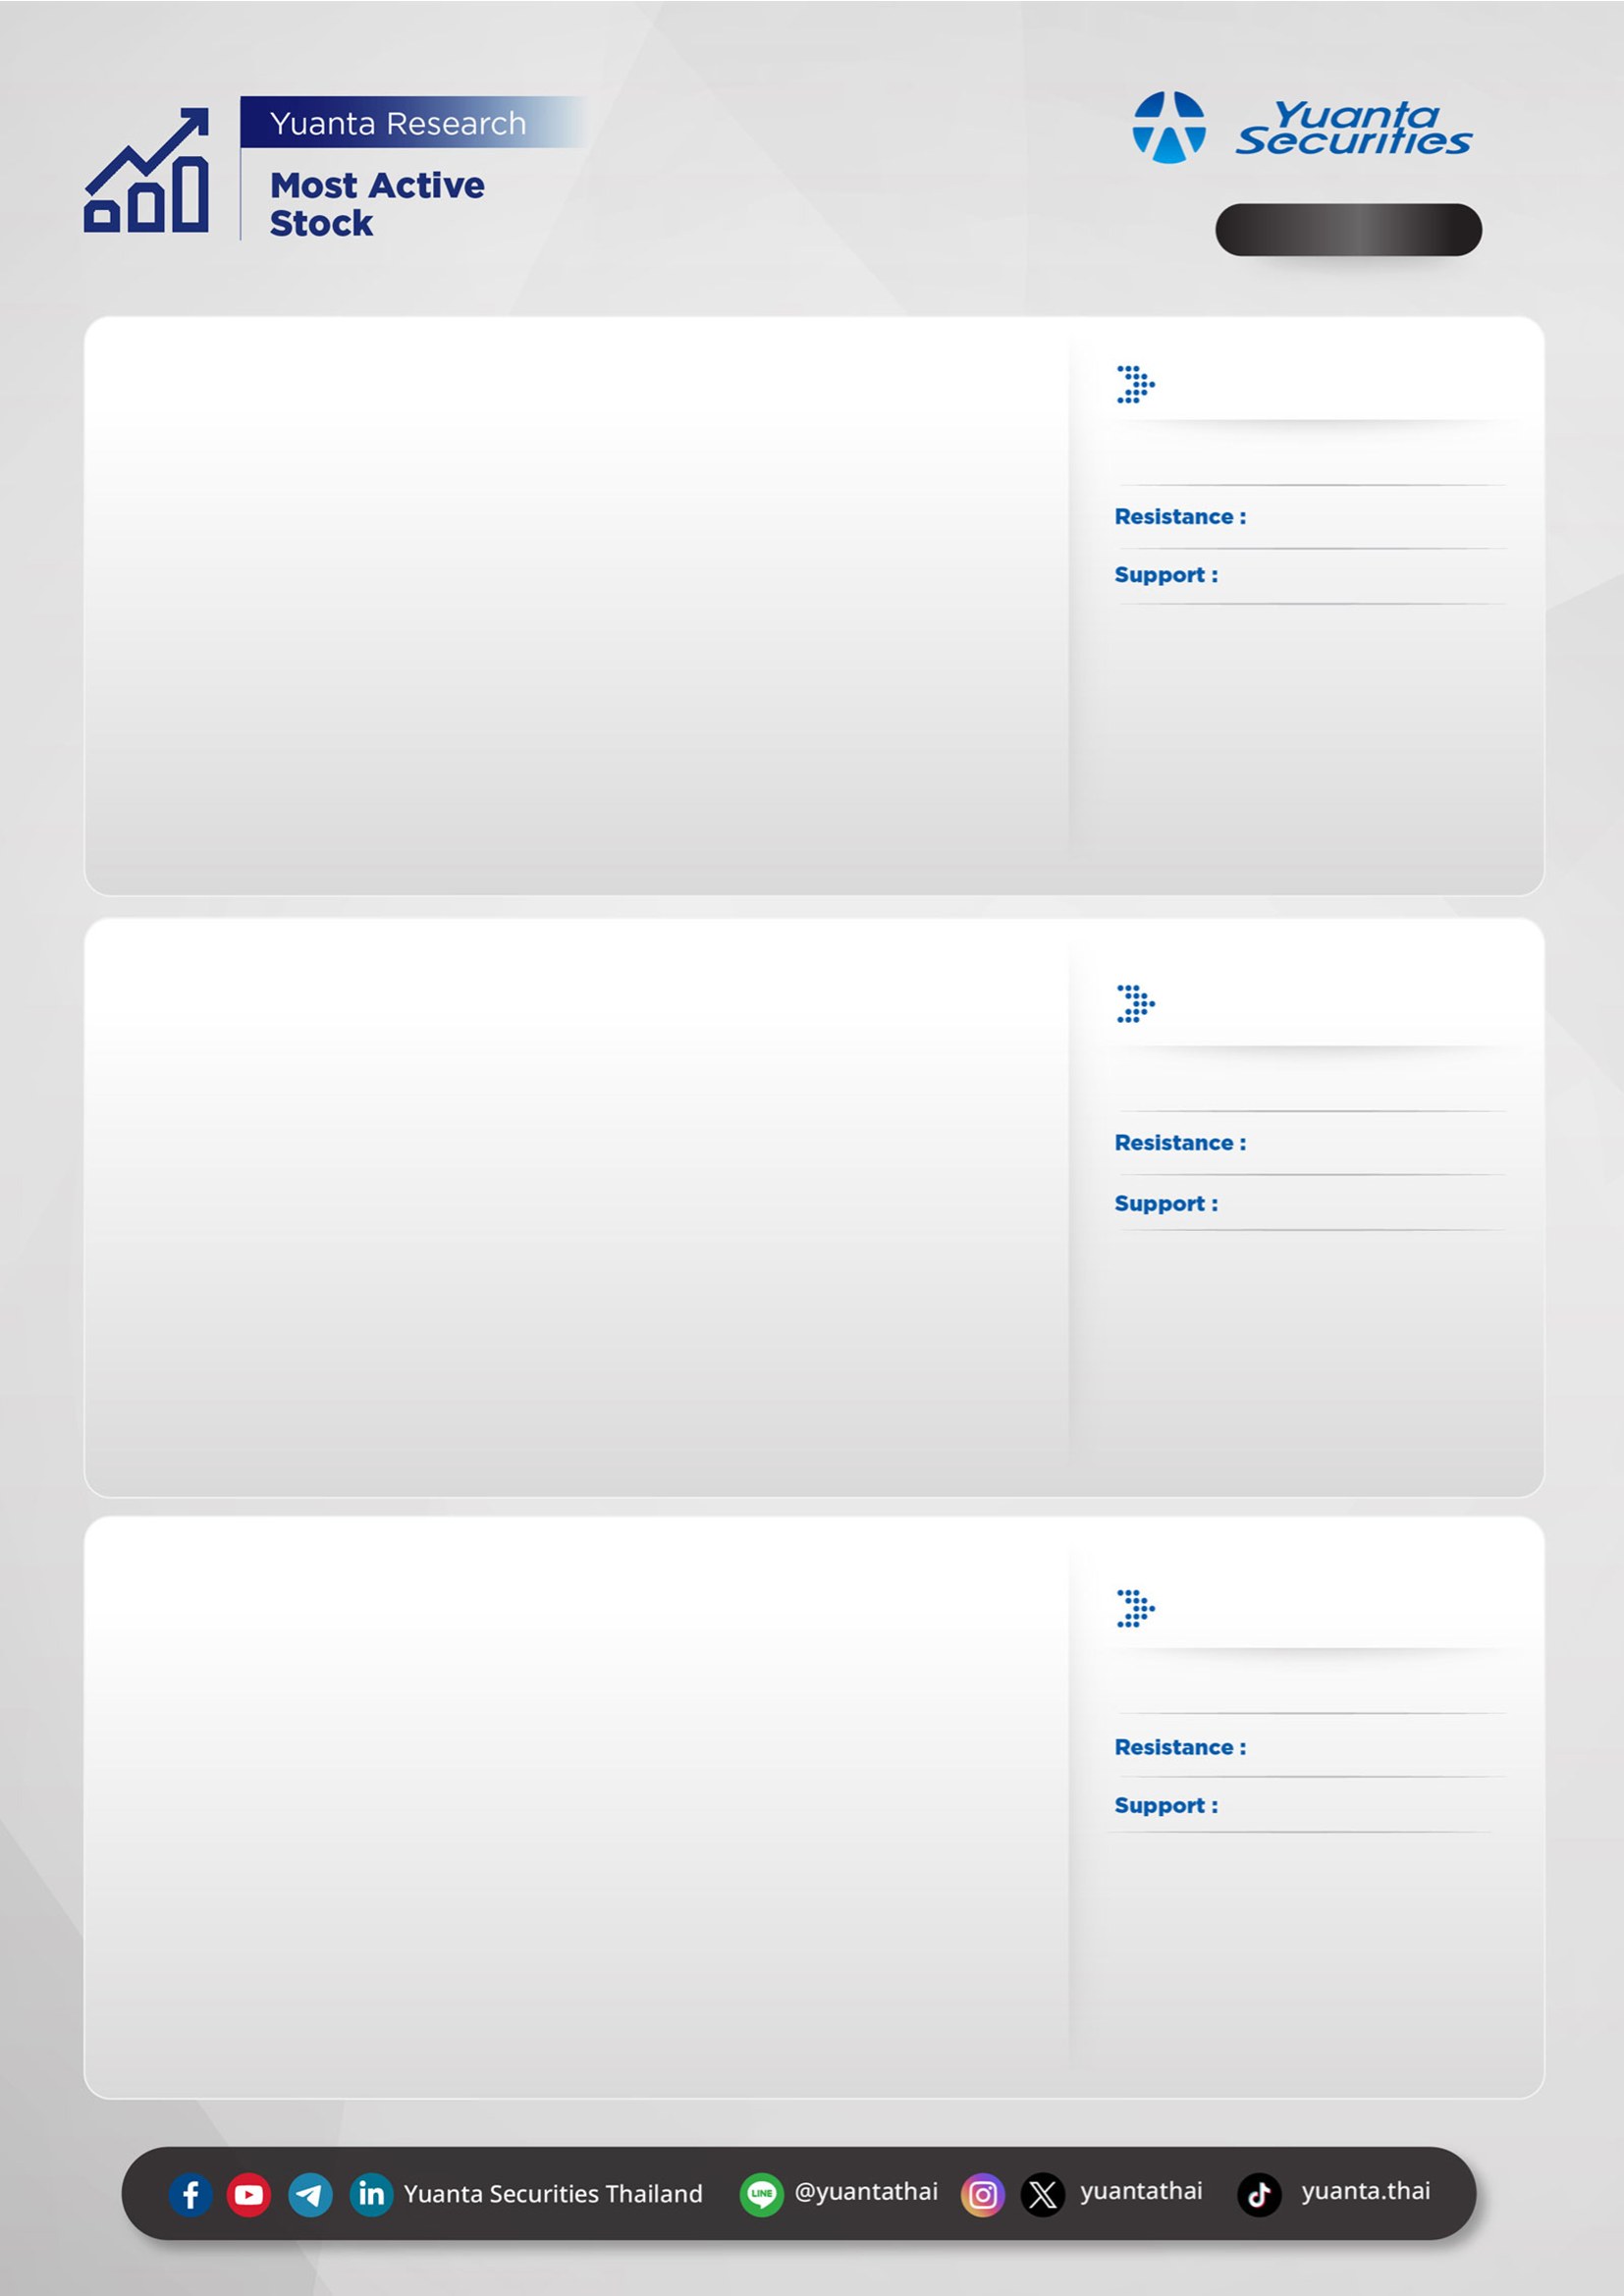 Yuanta Research
Most Active
Stock
Yuanta
Securities
Resistance :
Support :
Resistance :
Support :
Resistance :
Support :
Yuanta Securities Thailand
LINE
@yuantathai
yuantathai
yuanta.thai